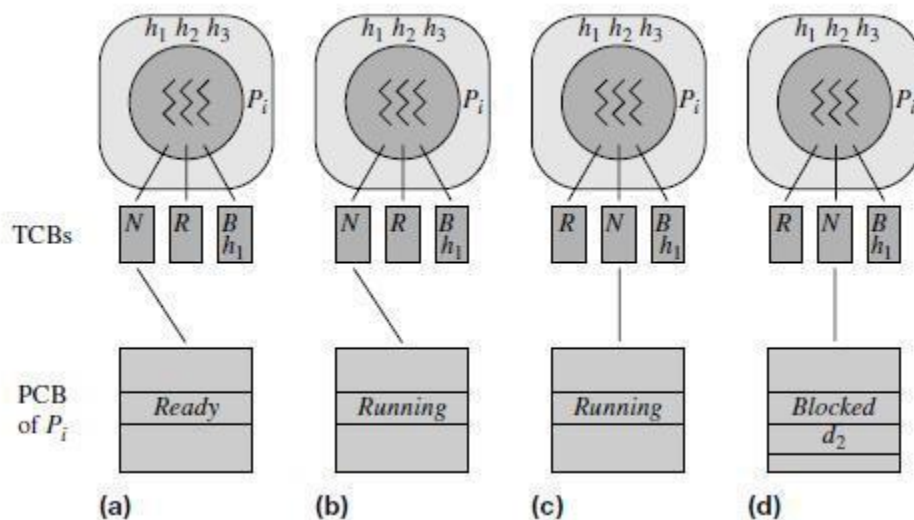 h1 h2 h3 h1 h2 h3 h1 h2 h3 h1 h2 h3
Pi Pi Pi Pi
TCBs N R B N R B R N B R N B
h1 h1 h1 h1
PCB of Pi
Ready Running Running Blocked
d2
(a) (b) (c) (d)